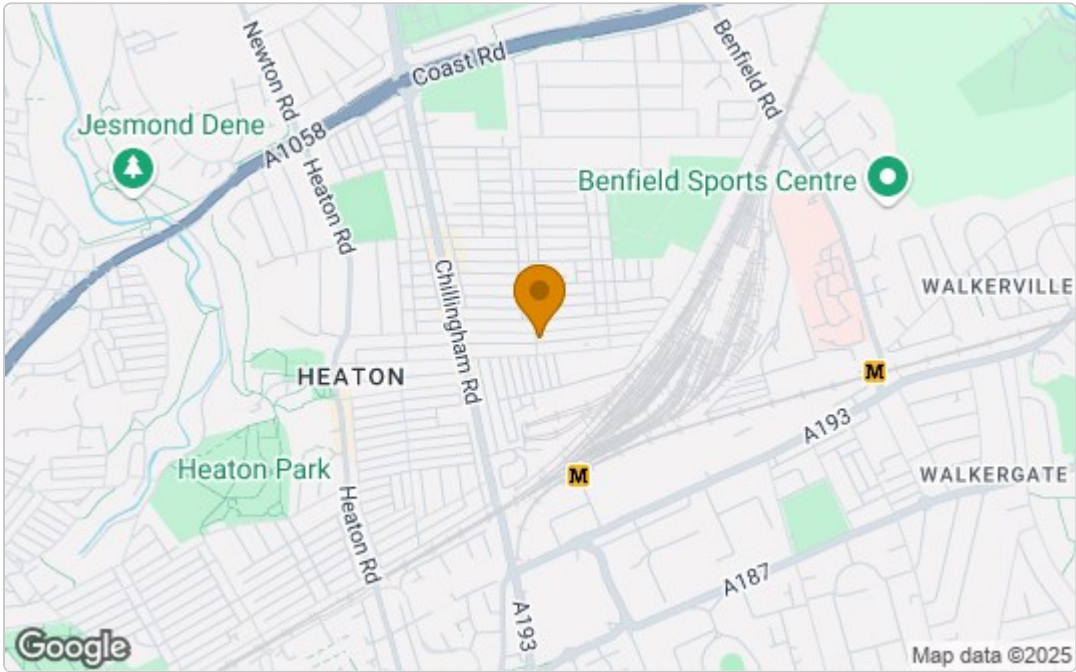 Newton Rd
Coast Rd
Benfield Rd
Jesmond Dene
A1058
Heaton Rd
Benfield Sports Centre
Chillingham Rd
WALKERVILLE
HEATON
M
A193
Heaton Park
M
WALKERGATE
Heaton Rd
A187
A193
Google
Map data ©2025